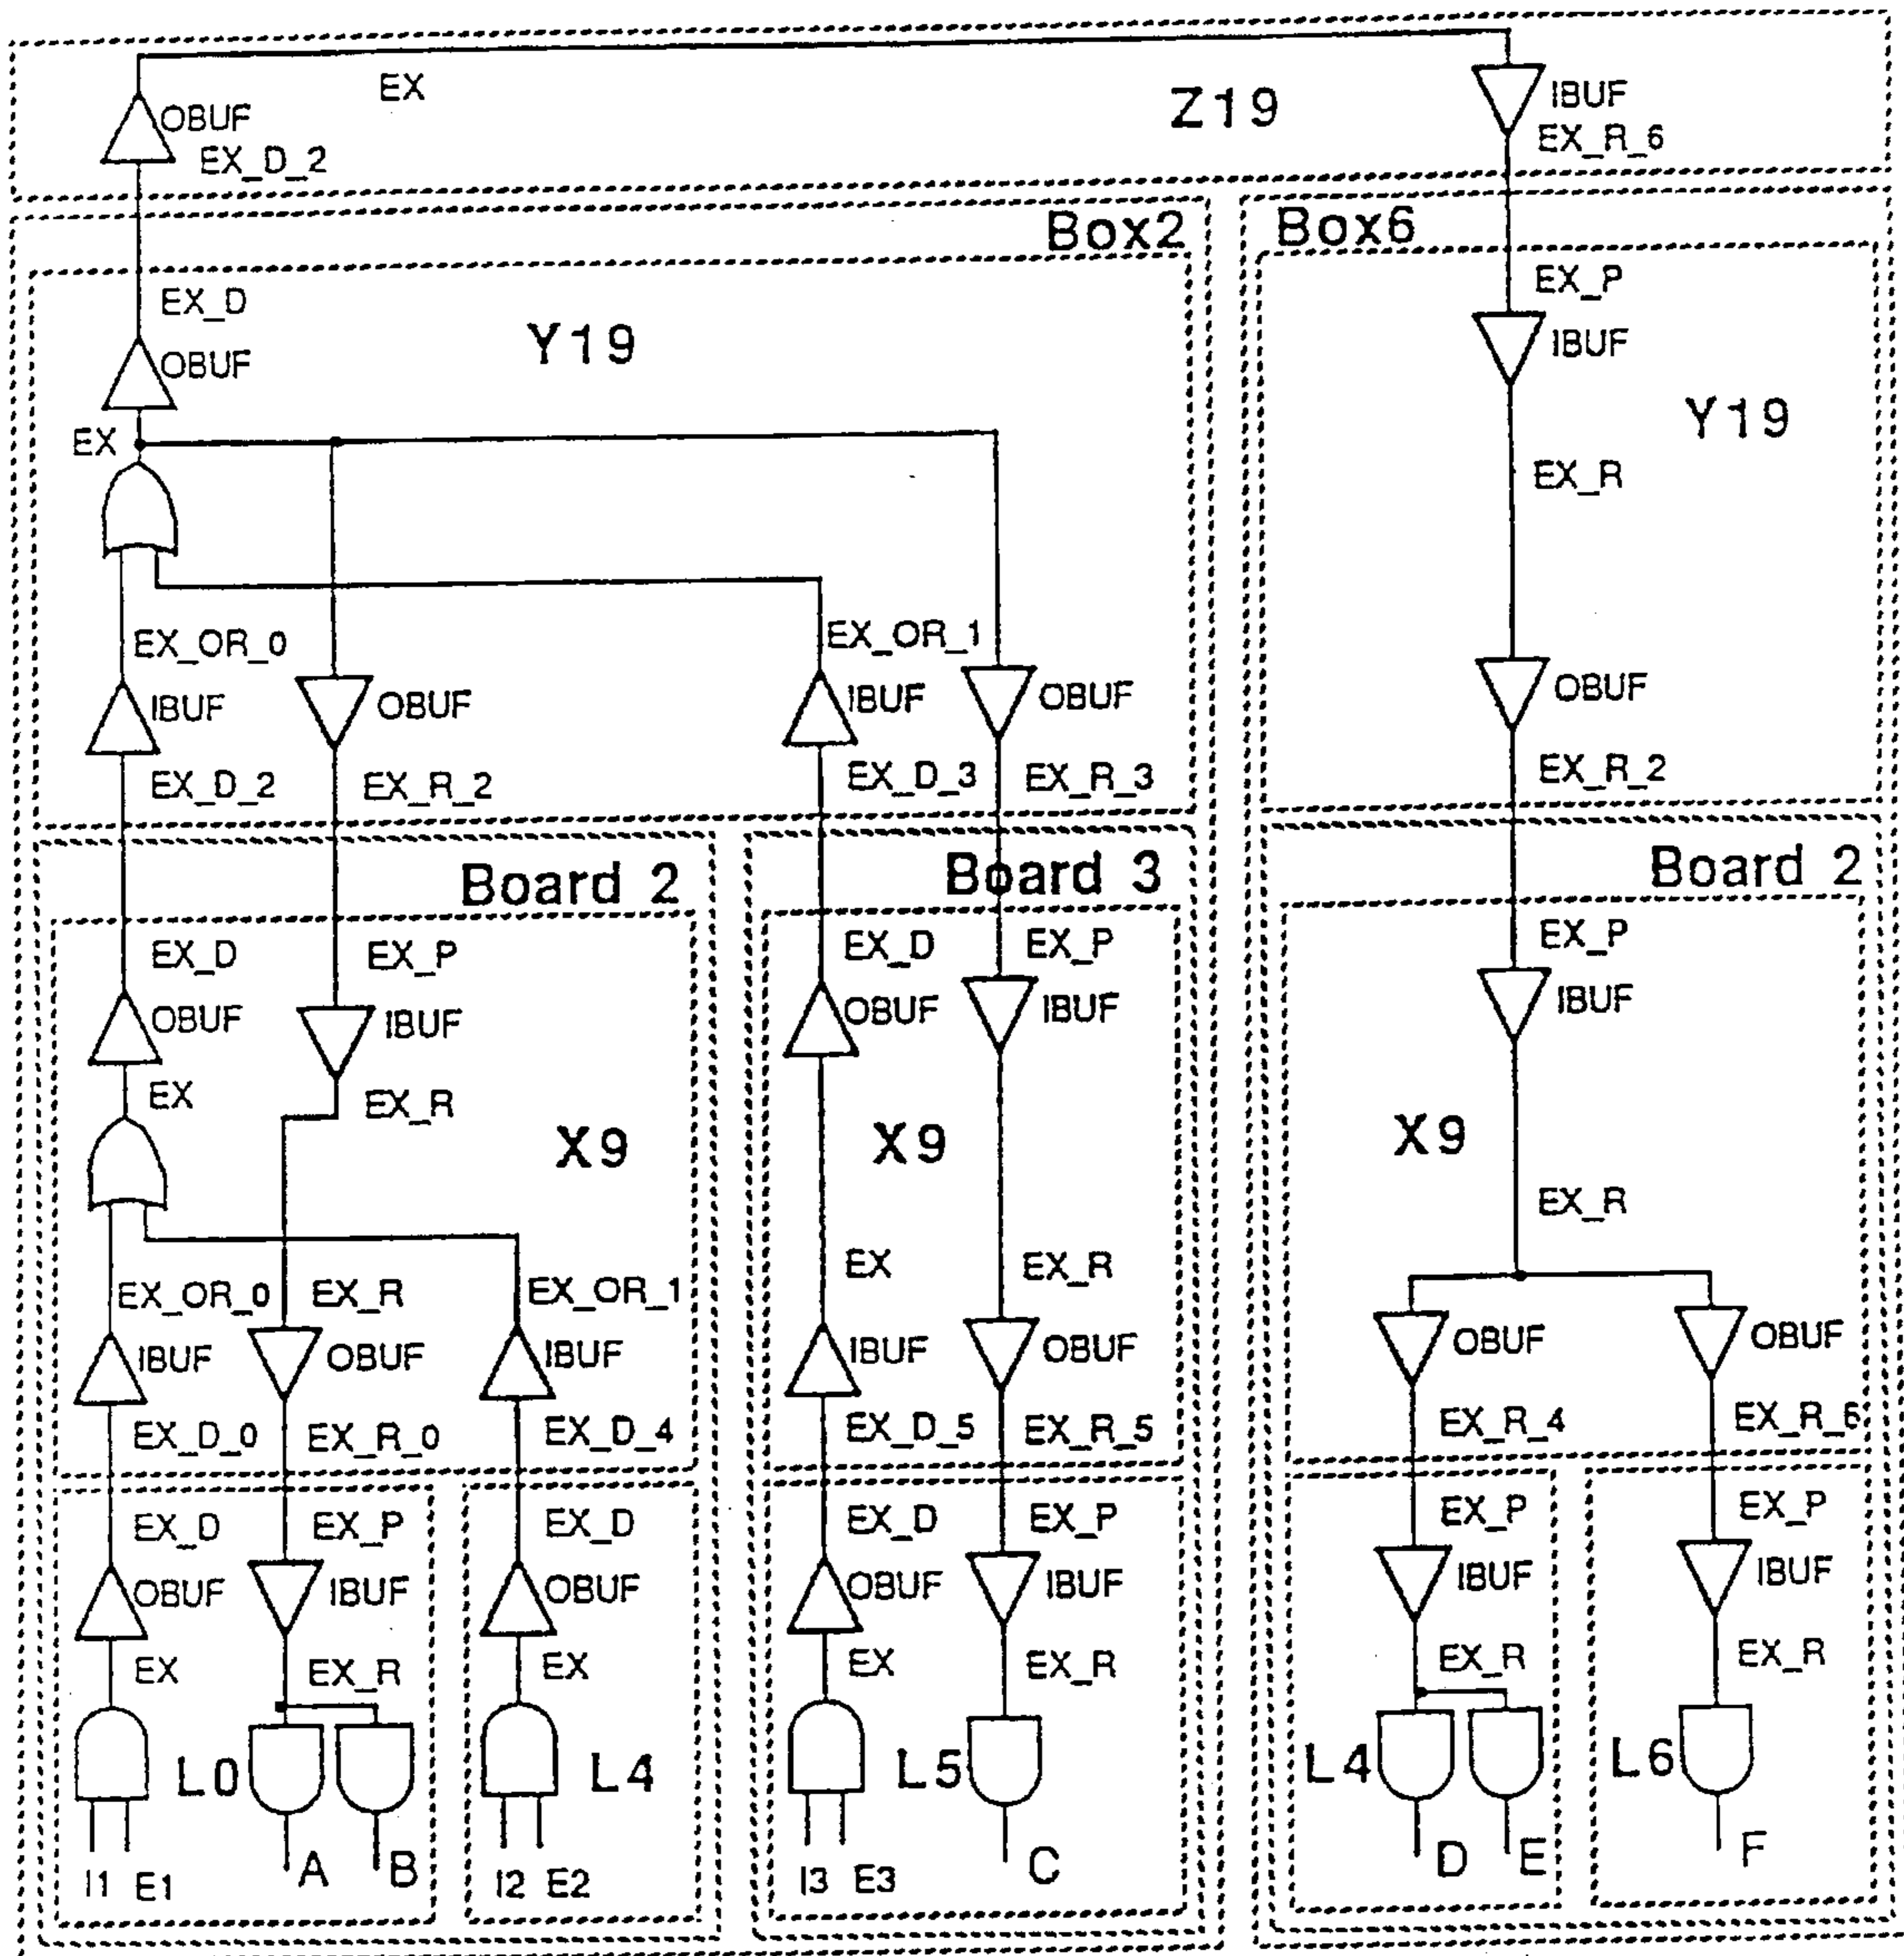 EX
OBUF
Z19
IBUF
EX_D_2
EX_R_6
Box2
Box6
EX_D
EX_P
OBUF
Y19
IBUF
EX
Y19
EX_R
EX_OR_0
EX_OR_1
IBUF
OBUF
IBUF
OBUF
OBUF
EX_D_2
EX_R_2
EX_D_3
EX_R_3
EX_R_2
Board 2
Board 3
Board 2
EX_D
EX_P
EX_D
EX_P
EX_P
OBUF
IBUF
OBUF
IBUF
IBUF
EX
EX_R
X9
X9
X9
EX_R
EX_OR_0
EX_R
EX_OR_1
EX
EX_R
IBUF
OBUF
IBUF
IBUF
OBUF
OBUF
OBUF
EX_D_0
EX_R_0
EX_D_4
EX_D_5
EX_R_5
EX_R_4
EX_R_6
EX_D
EX_P
EX_D
EX_D
EX_P
EX_P
EX_P
OBUF
IBUF
OBUF
OBUF
IBUF
IBUF
IBUF
EX
EX_R
EX
EX
EX_R
EX_R
EX_R
L0
L4
L5
L4
L6
I1 E1
A
B
I2 E2
I3 E3
C
D
E
F